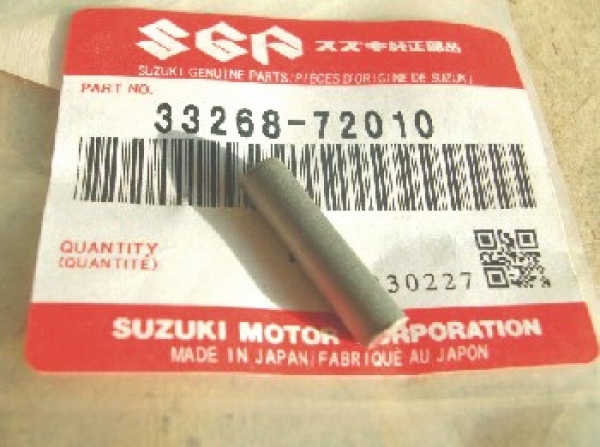 SGP スズキ純正部品
SUZUKI GENUINE PARTS/PIÈCES D'ORIGINE DE SUZUKI
PART NO.
33268-72010
QUANTITY
(QUANTITÉ)
30227
SUZUKI MOTOR CORPORATION
MADE IN JAPAN/FABRIQUÉ AU JAPON